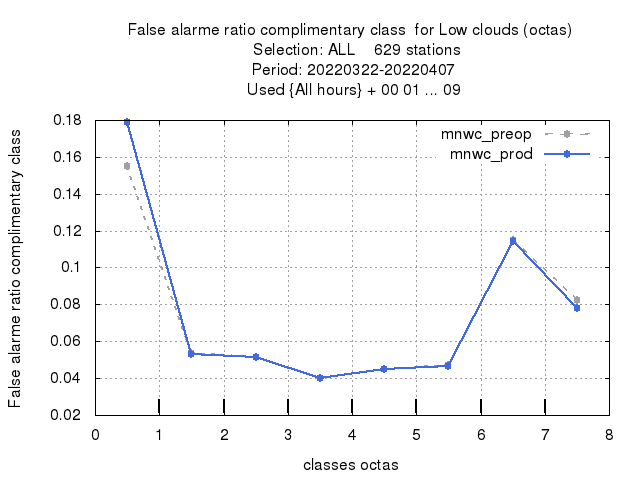 False alarme ratio complimentary class  for Low clouds (octas)
Selection: ALL    629 stations
Period: 20220322-20220407
Used {All hours} + 00 01 ... 09
mnwc_preop
mnwc_prod
False alarme ratio complimentary class
0.18
0.16
0.14
0.12
0.1
0.08
0.06
0.04
0.02
0 1 2 3 4 5 6 7 8
classes octas